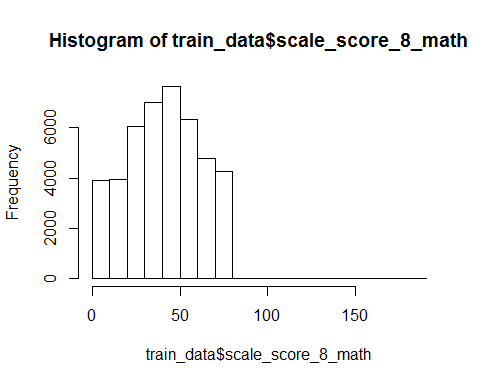 Histogram of train_data$scale_score_8_math
Frequency
6000
4000
2000
0
0 50 100 150
train_data$scale_score_8_math